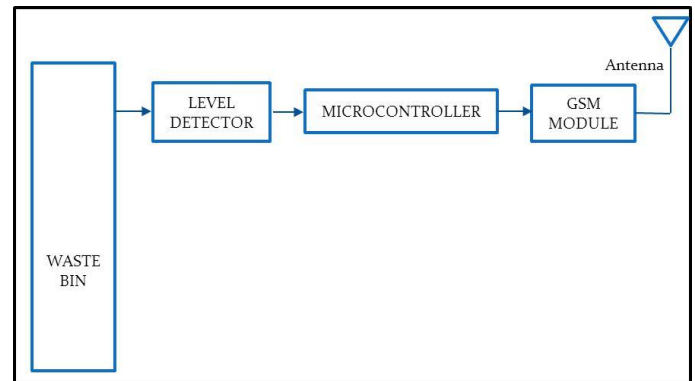 Antenna
LEVEL
DETECTOR
MICROCONTROLLER
GSM
MODULE
WASTE
BIN